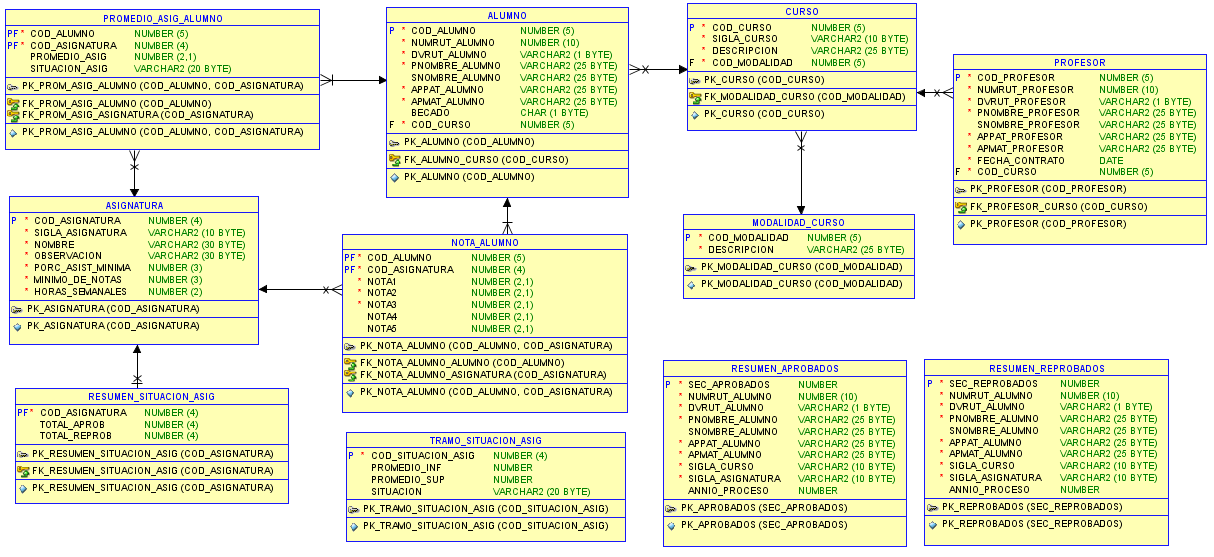 PROMEDIO_ASIG_ALUMNO
PF* COD_ALUMNO NUMBER (5)
PF* COD_ASIGNATURA NUMBER (4)
PROMEDIO_ASIG NUMBER (2,1)
SITUACION_ASIG VARCHAR2 (20 BYTE)
PK_PROM_ASIG_ALUMNO (COD_ALUMNO, COD_ASIGNATURA)
FK_PROM_ASIG_ALUMNO (COD_ALUMNO)
FK_PROM_ASIG_ASIGNATURA (COD_ASIGNATURA)
PK_PROM_ASIG_ALUMNO (COD_ALUMNO, COD_ASIGNATURA)
ALUMNO
P * COD_ALUMNO NUMBER (5)
* NUMRUT_ALUMNO NUMBER (10)
* DVRUT_ALUMNO VARCHAR2 (1 BYTE)
* PNOMBRE_ALUMNO VARCHAR2 (25 BYTE)
SNOMBRE_ALUMNO VARCHAR2 (25 BYTE)
* APPAT_ALUMNO VARCHAR2 (25 BYTE)
* APMAT_ALUMNO VARCHAR2 (25 BYTE)
BECADO CHAR (1 BYTE)
F * COD_CURSO NUMBER (5)
PK_ALUMNO (COD_ALUMNO)
FK_ALUMNO_CURSO (COD_CURSO)
PK_ALUMNO (COD_ALUMNO)
CURSO
P * COD_CURSO NUMBER (5)
* SIGLA_CURSO VARCHAR2 (10 BYTE)
* DESCRIPCION VARCHAR2 (25 BYTE)
F * COD_MODALIDAD NUMBER (5)
PK_CURSO (COD_CURSO)
FK_MODALIDAD_CURSO (COD_MODALIDAD)
PK_CURSO (COD_CURSO)
PROFESOR
P * COD_PROFESOR NUMBER (5)
* NUMRUT_PROFESOR NUMBER (10)
* DVRUT_PROFESOR VARCHAR2 (1 BYTE)
* PNOMBRE_PROFESOR VARCHAR2 (25 BYTE)
SNOMBRE_PROFESOR VARCHAR2 (25 BYTE)
* APPAT_PROFESOR VARCHAR2 (25 BYTE)
* APMAT_PROFESOR VARCHAR2 (25 BYTE)
* FECHA_CONTRATO DATE
F * COD_CURSO NUMBER (5)
PK_PROFESOR (COD_PROFESOR)
FK_PROFESOR_CURSO (COD_CURSO)
PK_PROFESOR (COD_PROFESOR)
ASIGNATURA
P * COD_ASIGNATURA NUMBER (4)
* SIGLA_ASIGNATURA VARCHAR2 (10 BYTE)
* NOMBRE VARCHAR2 (30 BYTE)
* OBSERVACION VARCHAR2 (30 BYTE)
* PORC_ASIST_MINIMA NUMBER (3)
* MINIMO_DE_NOTAS NUMBER (3)
* HORAS_SEMANALES NUMBER (2)
PK_ASIGNATURA (COD_ASIGNATURA)
PK_ASIGNATURA (COD_ASIGNATURA)
NOTA_ALUMNO
PF* COD_ALUMNO NUMBER (5)
PF* COD_ASIGNATURA NUMBER (4)
* NOTA1 NUMBER (2,1)
* NOTA2 NUMBER (2,1)
* NOTA3 NUMBER (2,1)
NOTA4 NUMBER (2,1)
NOTA5 NUMBER (2,1)
PK_NOTA_ALUMNO (COD_ALUMNO, COD_ASIGNATURA)
FK_NOTA_ALUMNO_ALUMNO (COD_ALUMNO)
FK_NOTA_ALUMNO_ASIGNATURA (COD_ASIGNATURA)
PK_NOTA_ALUMNO (COD_ALUMNO, COD_ASIGNATURA)
MODALIDAD_CURSO
P * COD_MODALIDAD NUMBER (5)
* DESCRIPCION VARCHAR2 (25 BYTE)
PK_MODALIDAD_CURSO (COD_MODALIDAD)
PK_MODALIDAD_CURSO (COD_MODALIDAD)
RESUMEN_SITUACION_ASIG
PF* COD_ASIGNATURA NUMBER (4)
TOTAL_APROB NUMBER (4)
TOTAL_REPROB NUMBER (4)
PK_RESUMEN_SITUACION_ASIG (COD_ASIGNATURA)
FK_RESUMEN_SITUACION_ASIG (COD_ASIGNATURA)
PK_RESUMEN_SITUACION_ASIG (COD_ASIGNATURA)
TRAMO_SITUACION_ASIG
P * COD_SITUACION_ASIG NUMBER (4)
PROMEDIO_INF NUMBER
PROMEDIO_SUP NUMBER
SITUACION VARCHAR2 (20 BYTE)
PK_TRAMO_SITUACION_ASIG (COD_SITUACION_ASIG)
PK_TRAMO_SITUACION_ASIG (COD_SITUACION_ASIG)
RESUMEN_APROBADOS
P * SEC_APROBADOS NUMBER
* NUMRUT_ALUMNO NUMBER (10)
* DVRUT_ALUMNO VARCHAR2 (1 BYTE)
* PNOMBRE_ALUMNO VARCHAR2 (25 BYTE)
SNOMBRE_ALUMNO VARCHAR2 (25 BYTE)
* APPAT_ALUMNO VARCHAR2 (25 BYTE)
* APMAT_ALUMNO VARCHAR2 (25 BYTE)
* SIGLA_CURSO VARCHAR2 (10 BYTE)
* SIGLA_ASIGNATURA VARCHAR2 (10 BYTE)
ANNIO_PROCESO NUMBER
PK_APROBADOS (SEC_APROBADOS)
PK_APROBADOS (SEC_APROBADOS)
RESUMEN_REPROBADOS
P * SEC_REPROBADOS NUMBER
* NUMRUT_ALUMNO NUMBER (10)
* DVRUT_ALUMNO VARCHAR2 (1 BYTE)
* PNOMBRE_ALUMNO VARCHAR2 (25 BYTE)
SNOMBRE_ALUMNO VARCHAR2 (25 BYTE)
* APPAT_ALUMNO VARCHAR2 (25 BYTE)
* APMAT_ALUMNO VARCHAR2 (25 BYTE)
* SIGLA_CURSO VARCHAR2 (10 BYTE)
* SIGLA_ASIGNATURA VARCHAR2 (10 BYTE)
ANNIO_PROCESO NUMBER
PK_REPROBADOS (SEC_REPROBADOS)
PK_REPROBADOS (SEC_REPROBADOS)